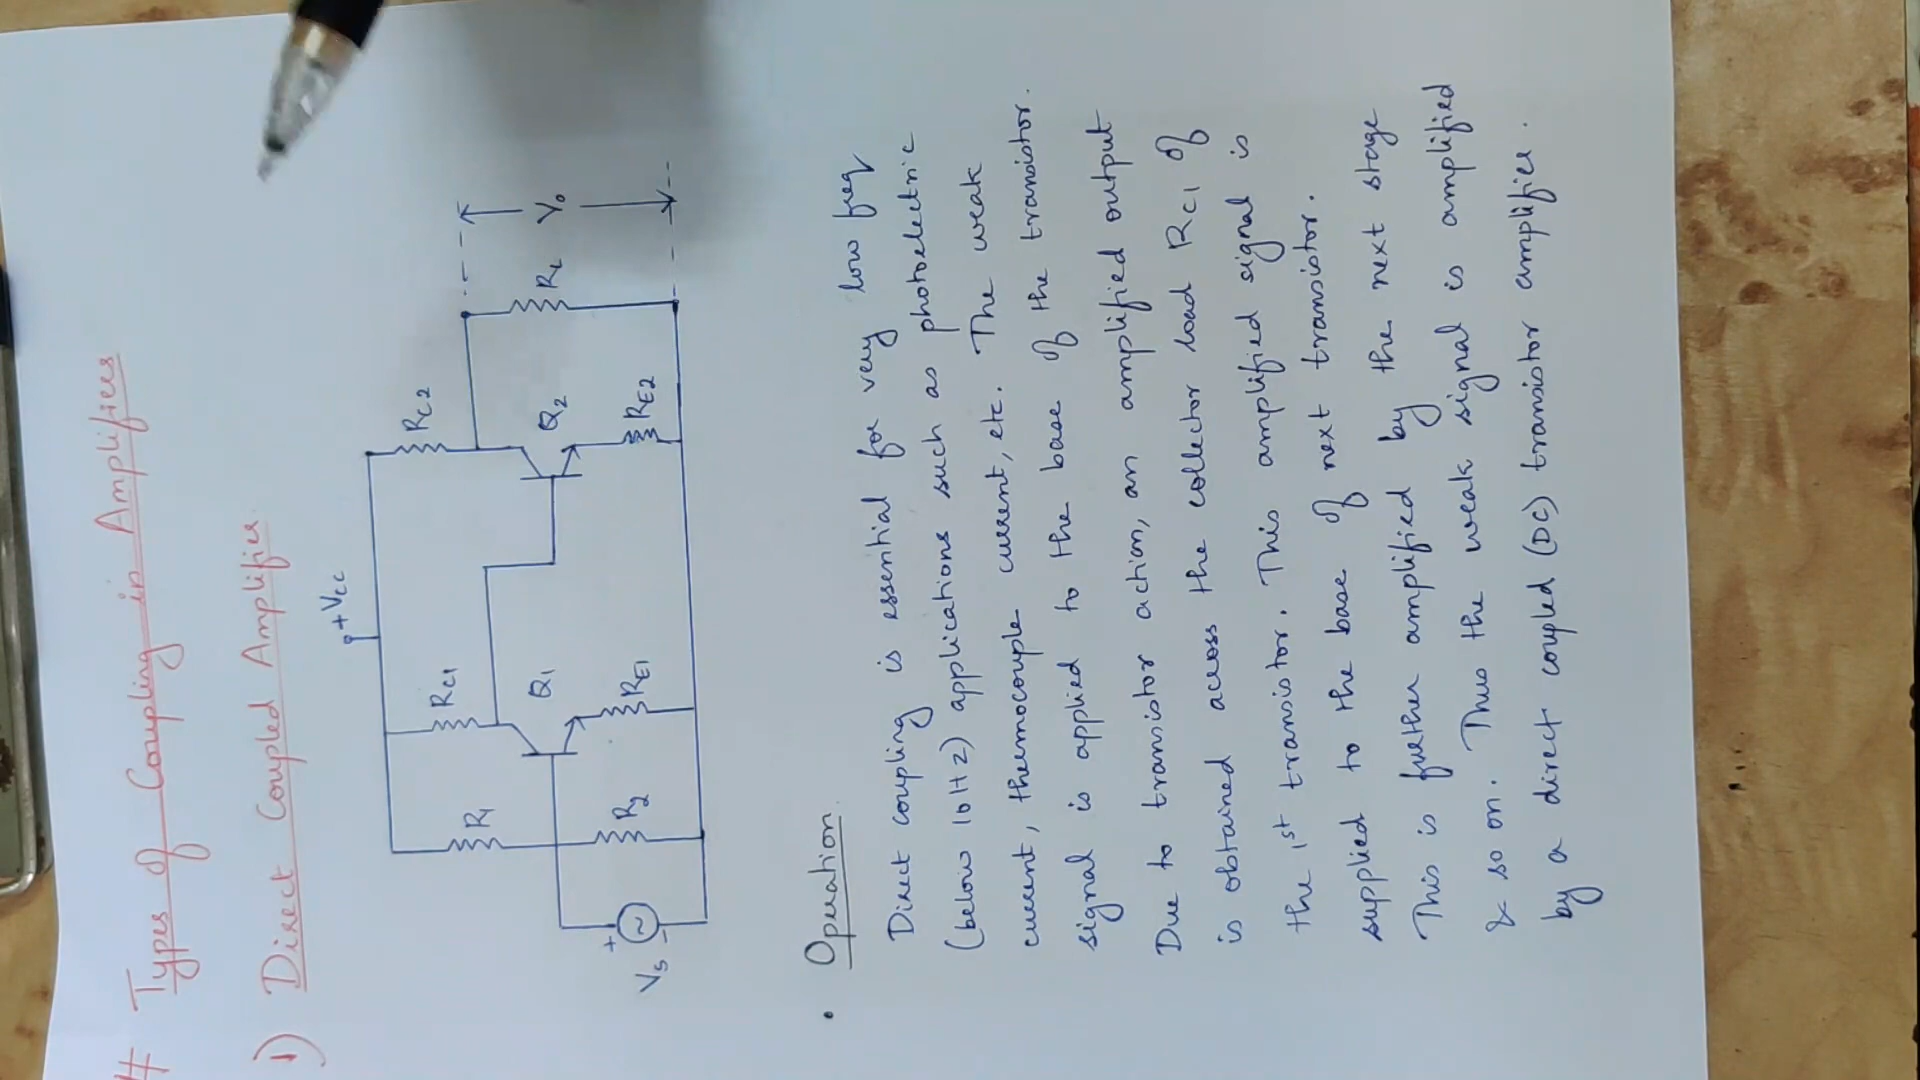 # Types of Coupling in Amplifiers
1) Direct Coupled Amplifier
+Vcc
R1
RC1
RC2
Q1
Q2
RL
Vo
Vs
+
~
-
R2
RE1
RE2
• Operation
Direct coupling is essential for very low freq
(below 10Hz) applications such as photoelectric
current, thermocouple current, etc. The weak
signal is applied to the base of the transistor.
Due to transistor action, an amplified output
is obtained across the collector load RC1 of
the 1st transistor. This amplified signal is
supplied to the base of next transistor.
This is further amplified by the next stage
& so on. Thus the weak signal is amplified
by a direct coupled (DC) transistor amplifier.